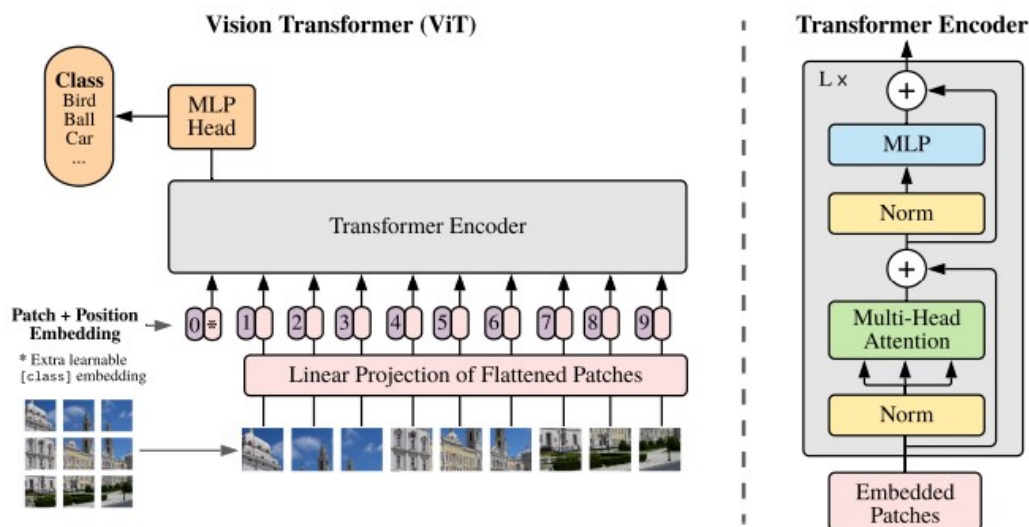 Vision Transformer (ViT)
Class
Bird
Ball
Car
...
MLP
Head
Transformer Encoder
Patch + Position
Embedding
0 * 1 2 3 4 5 6 7 8 9
* Extra learnable
[class] embedding
Linear Projection of Flattened Patches
Transformer Encoder
L ×
+
MLP
Norm
+
Multi-Head
Attention
Norm
Embedded
Patches